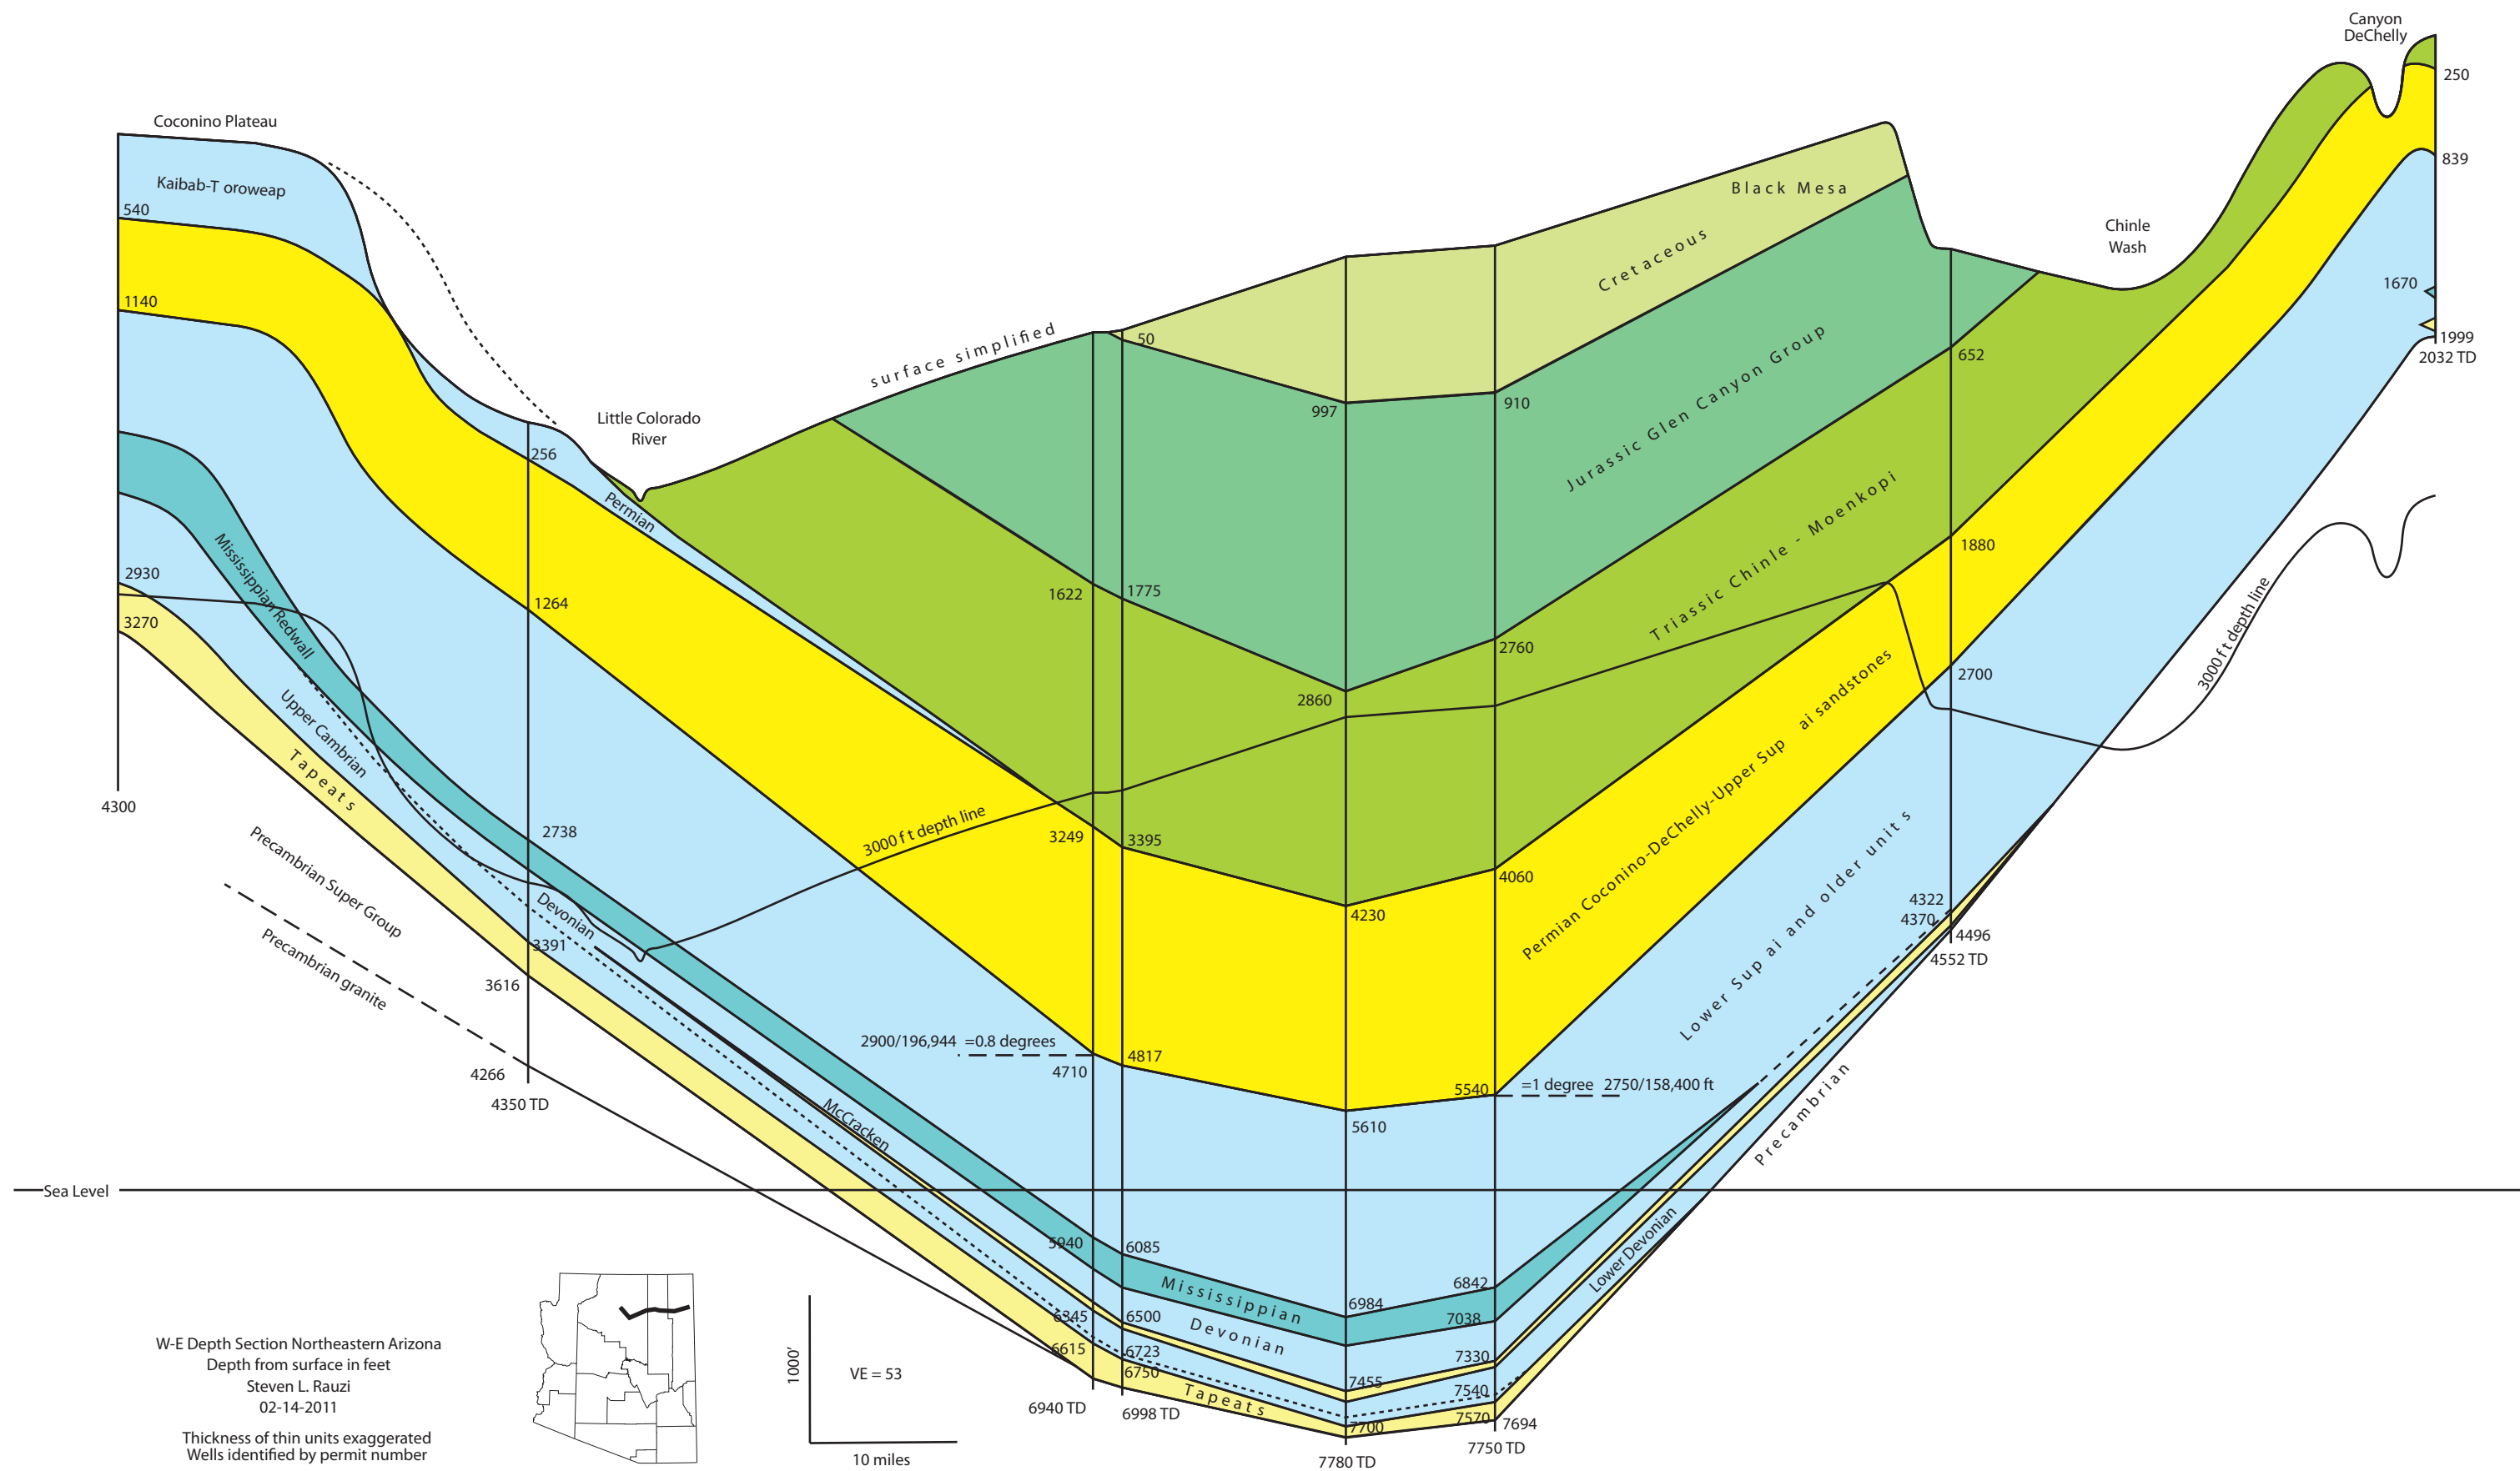 Canyon
DeChelly
250
Coconino Plateau
839
Kaibab-T oroweap
Black Mesa
540
Chinle
Wash
Cretaceous
1670
1140
surface simplified
50
1999
2032 TD
652
Jurassic Glen Canyon Group
997
910
Little Colorado
River
256
Permian
Triassic Chinle - Moenkopi
1880
Mississippian Redwall
2930
1264
1622
1775
3270
2760
3000 f t depth line
2700
2860
Upper Cambrian
Permian Coconino-DeChelly-Upper Sup ai sandstones
Tapeats
4300
2738
3000 f t depth line
3249
3395
4060
Lower Sup ai and older unit s
Precambrian Super Group
4230
4322
4370
4496
4552 TD
Devonian
3391
Precambrian granite
3616
2900/196,944 =0.8 degrees
4817
4710
4266
4350 TD
5540
=1 degree 2750/158,400 ft
5610
McCracken
Precambrian
Sea Level
5940
6085
Lower Devonian
Mississippian
6842
6984
7038
6345
6500
Devonian
6615
6723
6750
7330
7455
7540
Tapeats
7700
7570
7694
6940 TD
6998 TD
7750 TD
7780 TD
W-E Depth Section Northeastern Arizona
Depth from surface in feet
Steven L. Rauzi
02-14-2011
Thickness of thin units exaggerated
Wells identified by permit number
1000'
VE = 53
10 miles